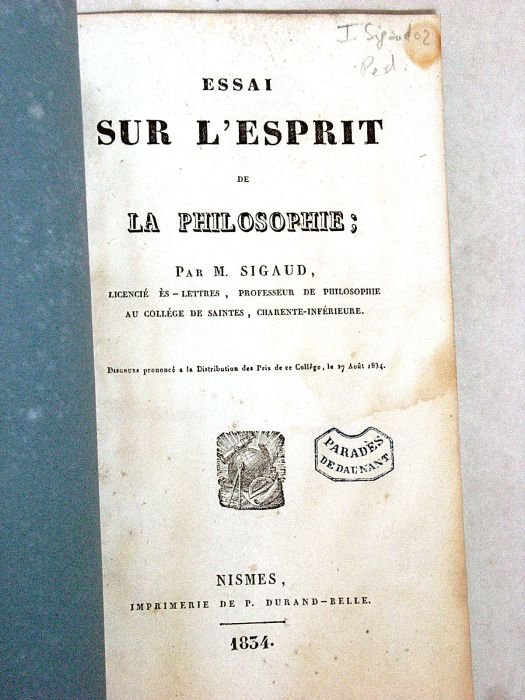 I Sigaud
Ped.
ESSAI
SUR L'ESPRIT
DE
LA PHILOSOPHIE;
PAR M. SIGAUD,
LICENCIÉ ÈS-LETTRES, PROFESSEUR DE PHILOSOPHIE
AU COLLÉGE DE SAINTES, CHARENTE-INFÉRIEURE.
Discours prononcé a la Distribution des Prix de ce Collége, le 27 Août 1834.
PARADÈS
DE DAUNANT
NISMES,
IMPRIMERIE DE P. DURAND-BELLE.
1834.